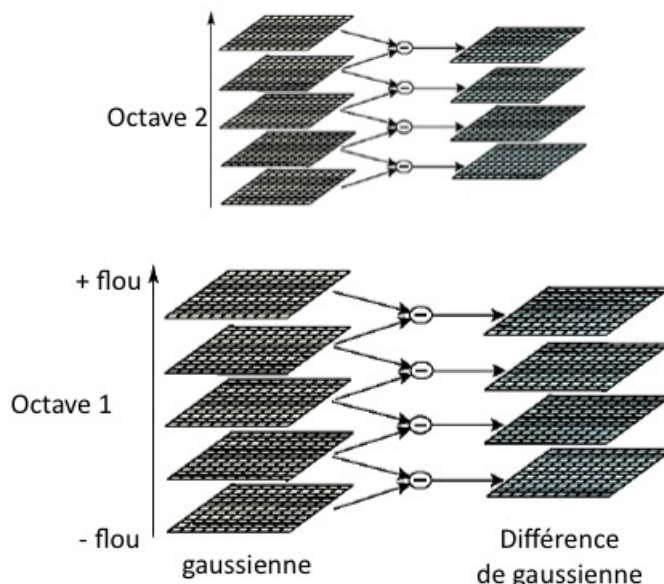 Octave 2
+ flou
Octave 1
- flou
gaussienne
Différence
de gaussienne